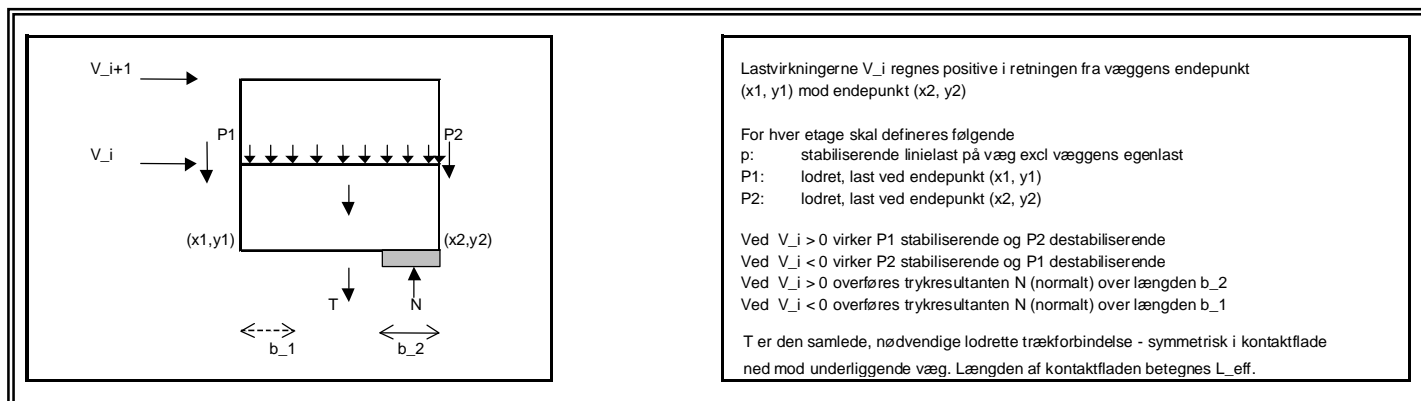 V_i+1
P1
P2
V_i
(x1,y1)
(x2,y2)
T
N
b_1
b_2
Lastvirkningerne V_i regnes positive i retningen fra væggens endepunkt
(x1, y1) mod endepunkt (x2, y2)
For hver etage skal defineres følgende
p: stabiliserende linielast på væg excl væggens egenlast
P1: lodret, last ved endepunkt (x1, y1)
P2: lodret, last ved endepunkt (x2, y2)
Ved V_i > 0 virker P1 stabiliserende og P2 destabiliserende
Ved V_i < 0 virker P2 stabiliserende og P1 destabiliserende
Ved V_i > 0 overføres trykresultanten N (normalt) over længden b_2
Ved V_i < 0 overføres trykresultanten N (normalt) over længden b_1
T er den samlede, nødvendige lodrette trækforbindelse - symmetrisk i kontaktflade
ned mod underliggende væg. Længden af kontaktfladen betegnes L_eff.